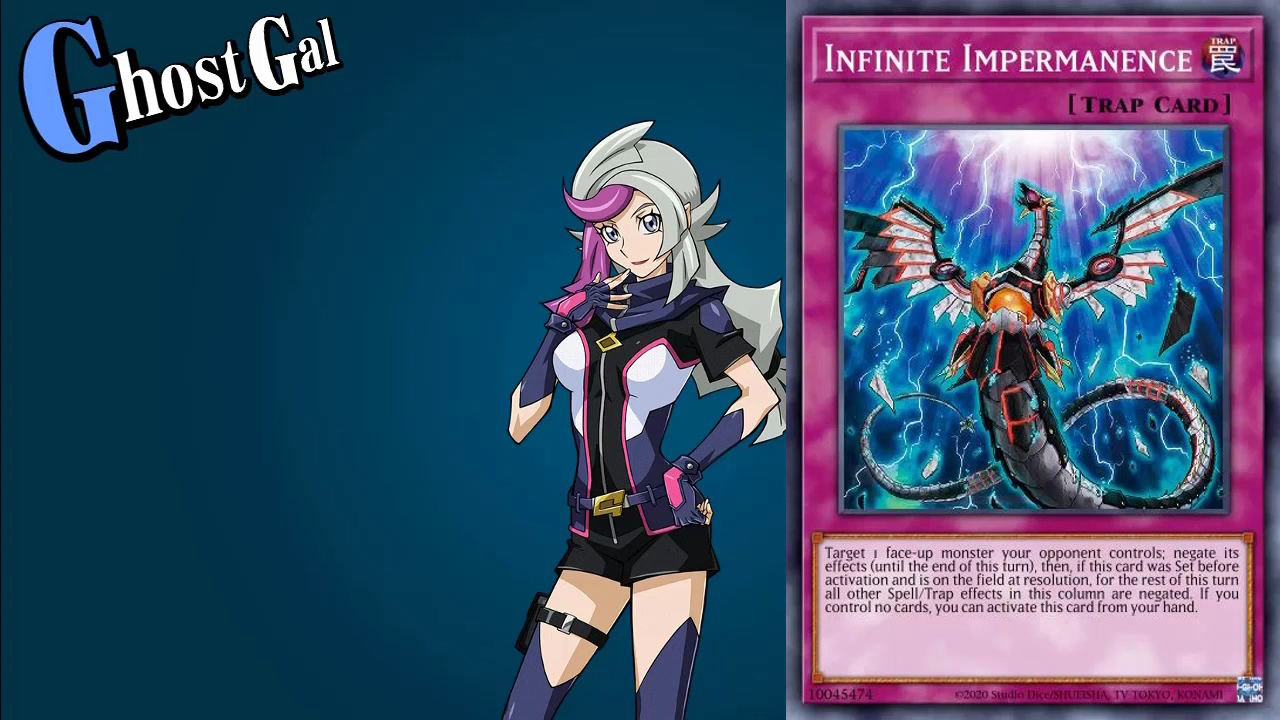 GhostGal
INFINITE IMPERMANENCE
TRAP
罠
[TRAP CARD]
Target 1 face-up monster your opponent controls; negate its
effects (until the end of this turn), then, if this card was Set before
activation and is on the field at resolution, for the rest of this turn
all other Spell/Trap effects in this column are negated. If you
control no cards, you can activate this card from your hand.
10045474
©2020 Studio Dice/SHUEISHA, TV TOKYO, KONAMI